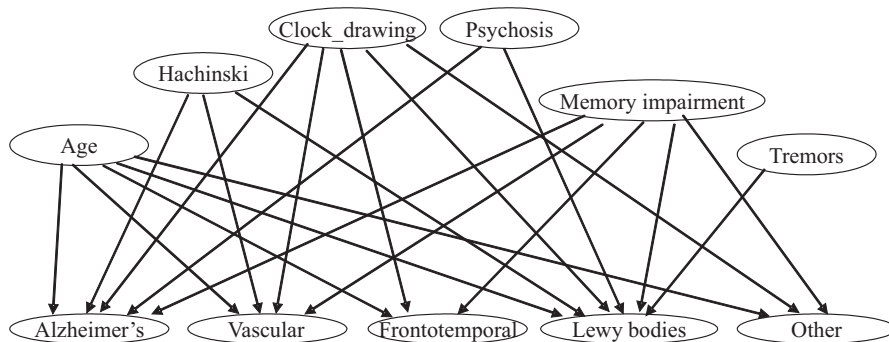 Clock_drawing
Psychosis
Hachinski
Memory impairment
Age
Tremors
Alzheimer's
Vascular
Frontotemporal
Lewy bodies
Other